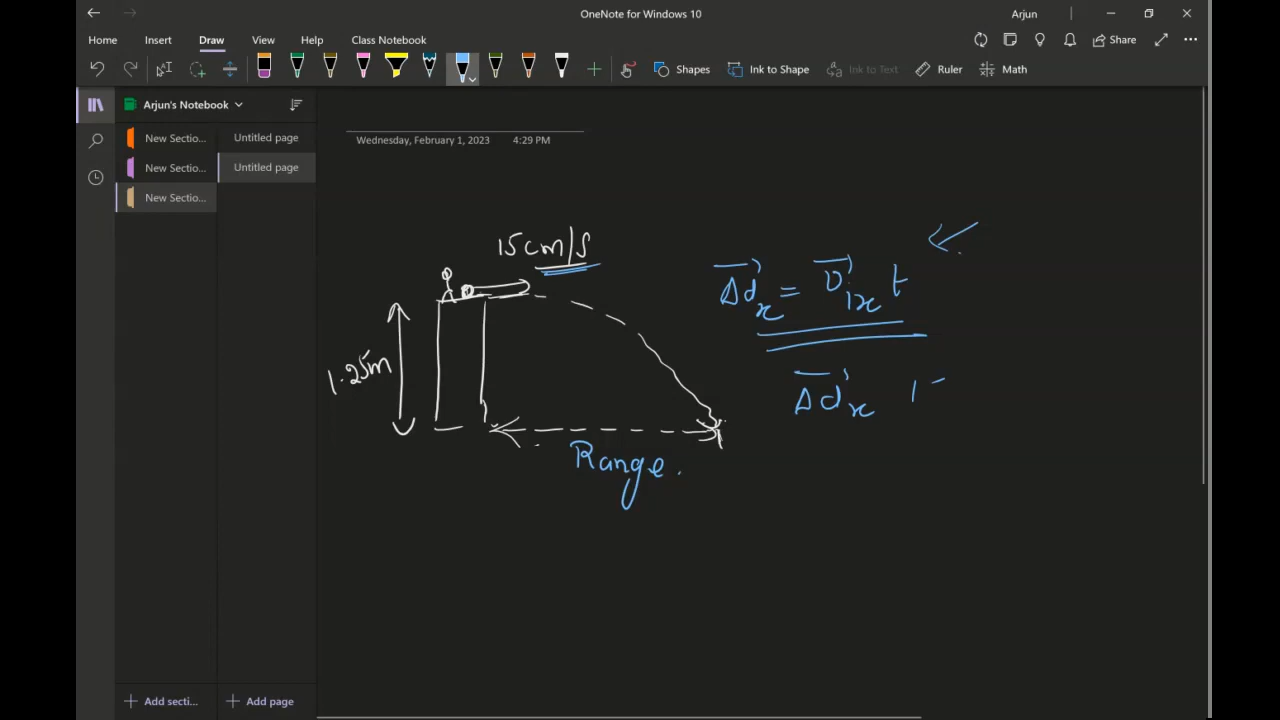 OneNote for Windows 10
Arjun
Home Insert Draw View Help Class Notebook
Share
Shapes Ink to Shape Ink to Text Ruler Math
Arjun's Notebook
New Sectio... Untitled page
New Sectio... Untitled page
New Sectio...
Wednesday, February 1, 2023 4:29 PM
15cm/s
1.25m
Range.
Δd⃗x = v⃗1x t
Δd⃗x
Add secti... Add page